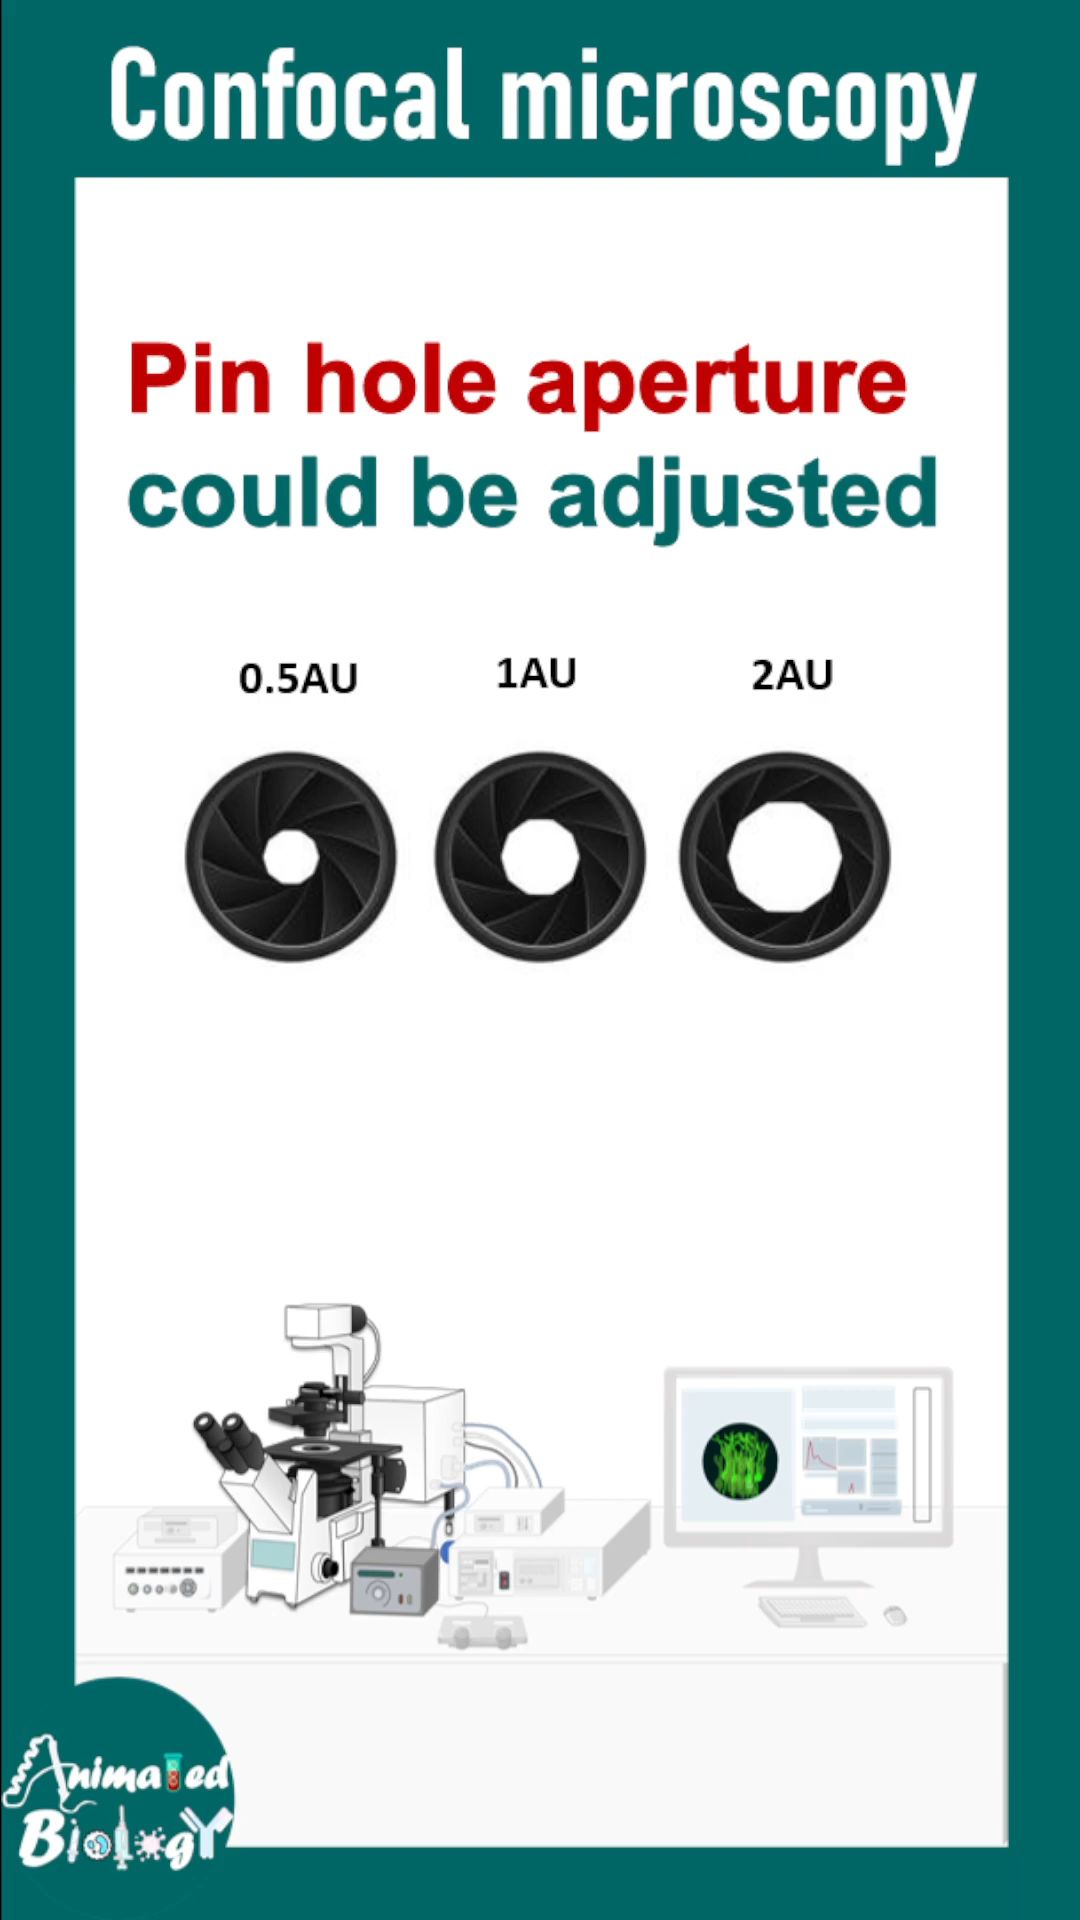 Confocal microscopy
Pin hole aperture
could be adjusted
0.5AU 1AU 2AU
Animated
Biology